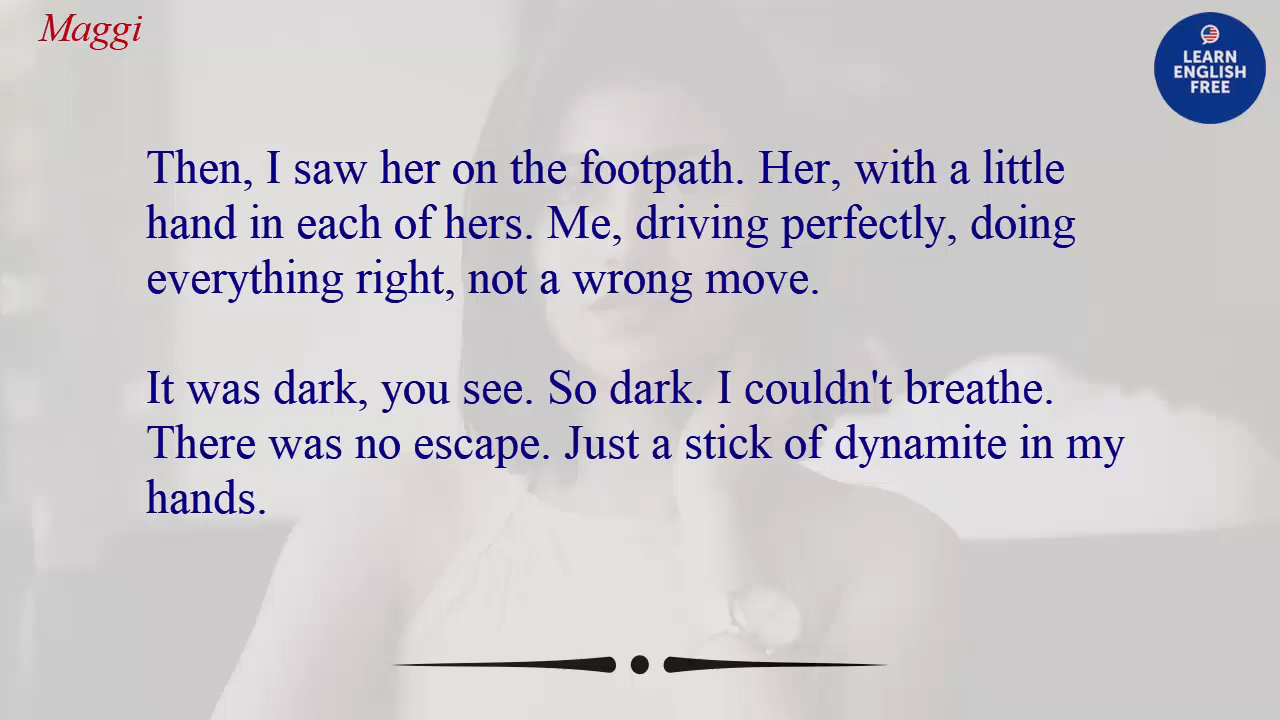 Maggi
LEARN
ENGLISH
FREE
Then, I saw her on the footpath. Her, with a little
hand in each of hers. Me, driving perfectly, doing
everything right, not a wrong move.
It was dark, you see. So dark. I couldn't breathe.
There was no escape. Just a stick of dynamite in my
hands.